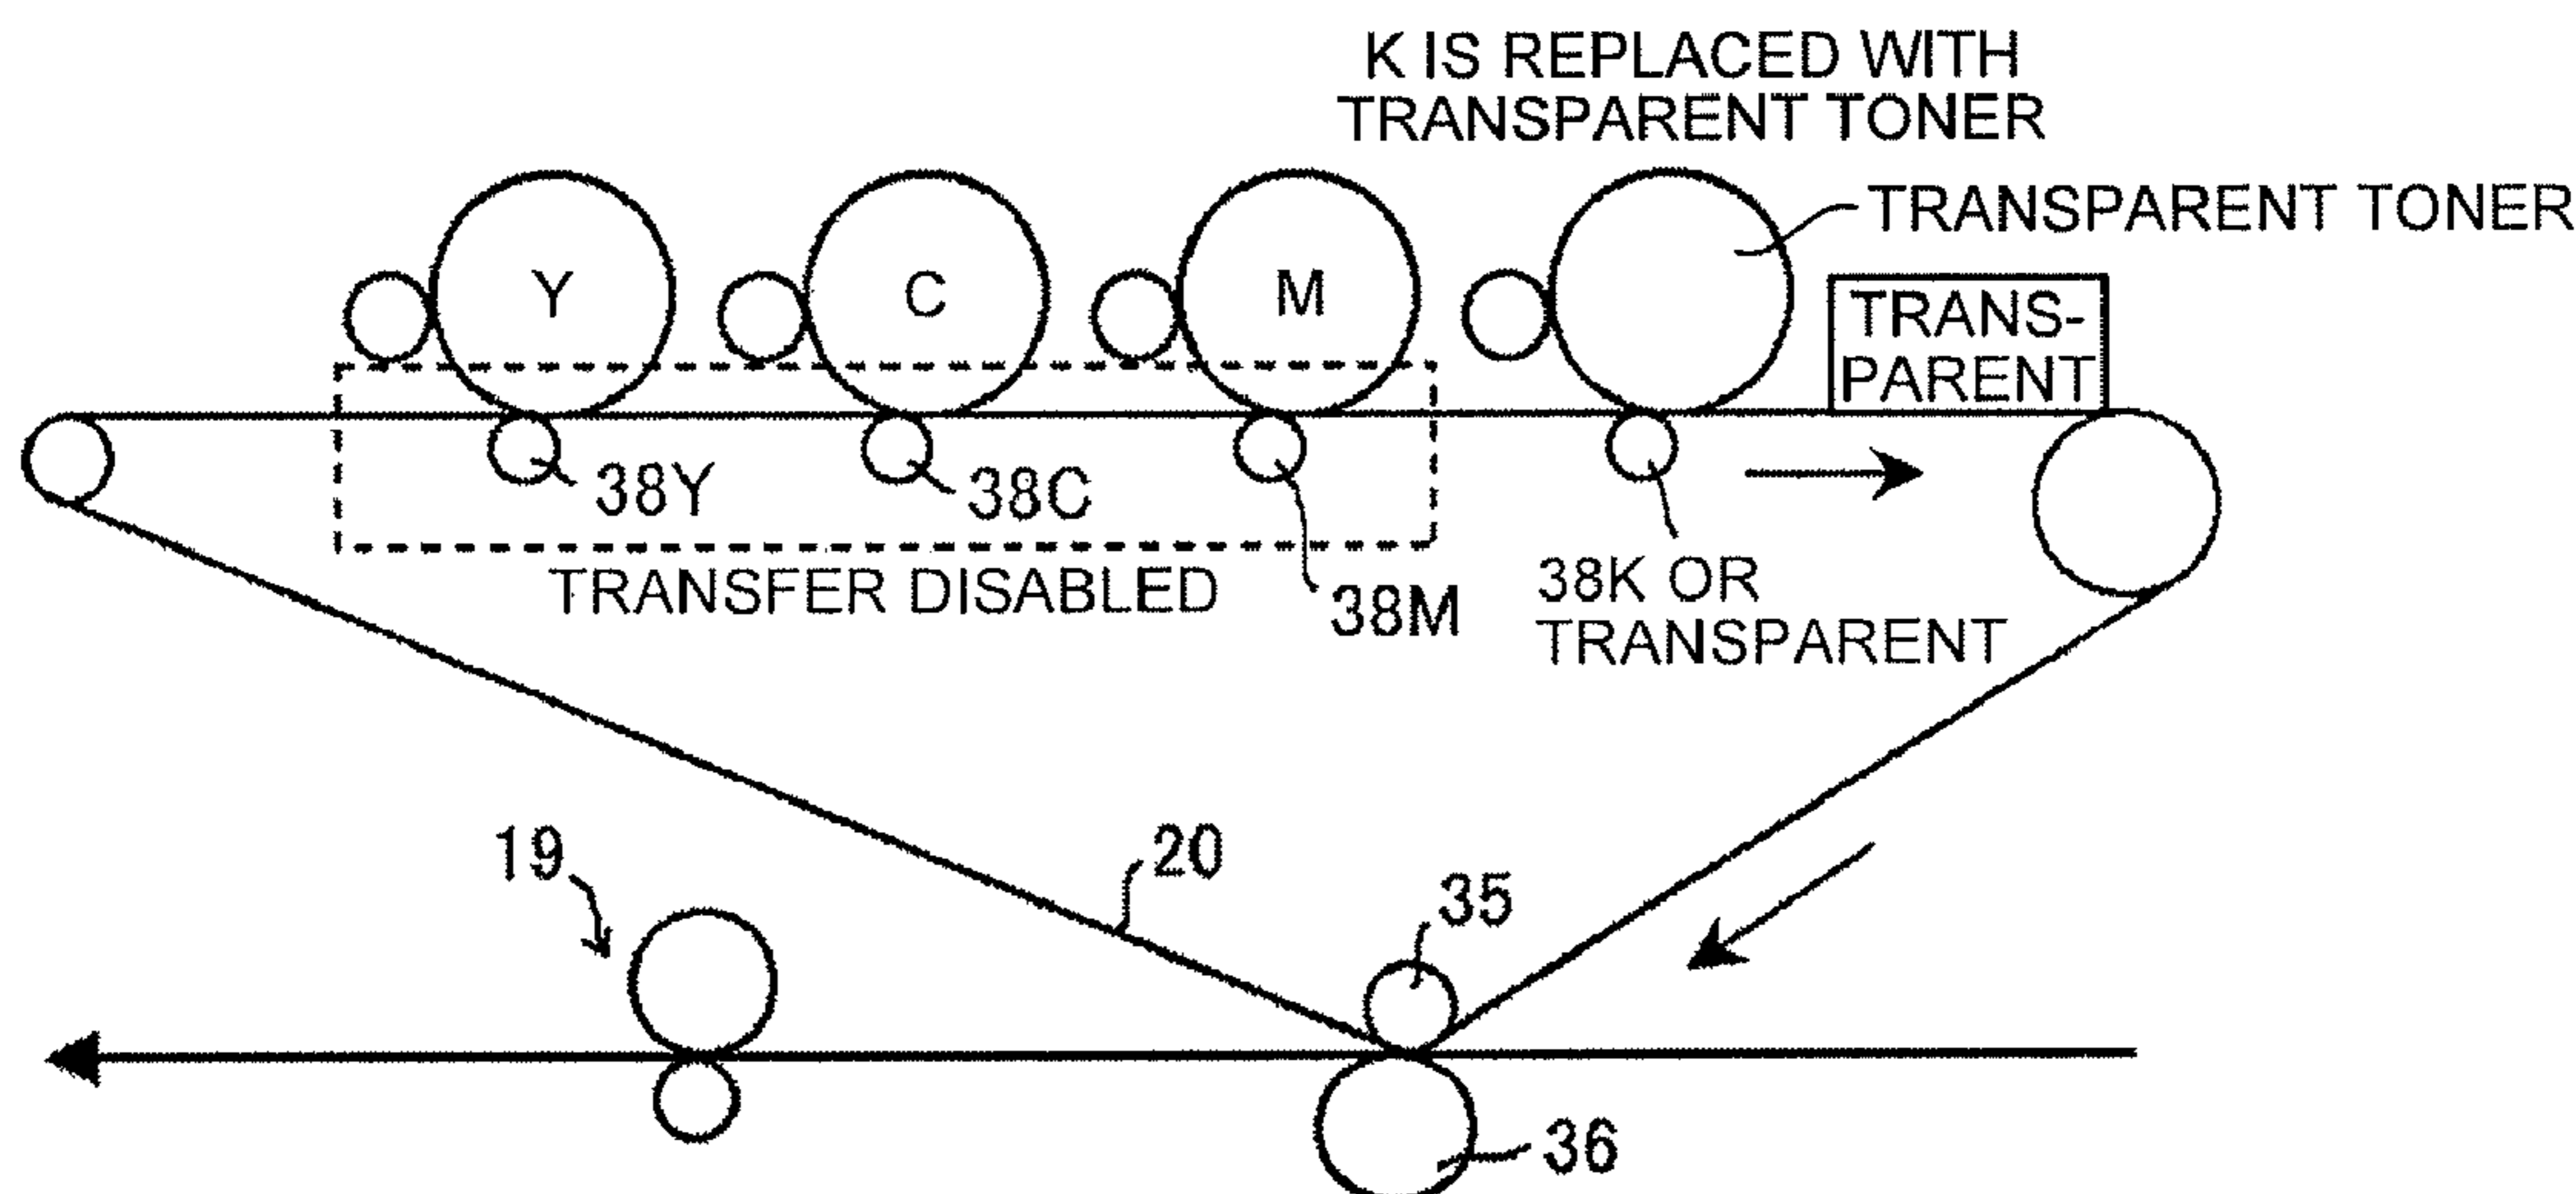 K IS REPLACED WITH
TRANSPARENT TONER
TRANSPARENT TONER
Y
C
M
TRANS-
PARENT
38Y
38C
38M
38K OR
TRANSPARENT
TRANSFER DISABLED
19
20
35
36